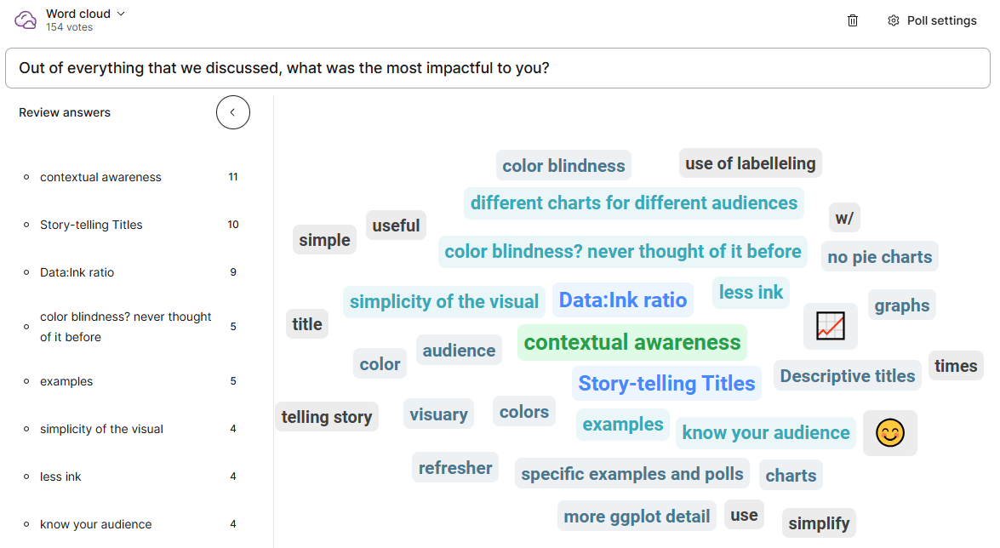 Word cloud
154 votes
Poll settings
Out of everything that we discussed, what was the most impactful to you?
Review answers
contextual awareness 11
Story-telling Titles 10
Data:Ink ratio 9
color blindness? never thought
of it before 5
examples 5
simplicity of the visual 4
less ink 4
know your audience 4
color blindness
use of labelleling
different charts for different audiences
w/
useful
simple
color blindness? never thought of it before
no pie charts
simplicity of the visual
Data:Ink ratio
less ink
graphs
title
contextual awareness
audience
color
Descriptive titles
times
Story-telling Titles
telling story
visuary
colors
examples
know your audience
refresher
specific examples and polls
charts
more ggplot detail
use
simplify